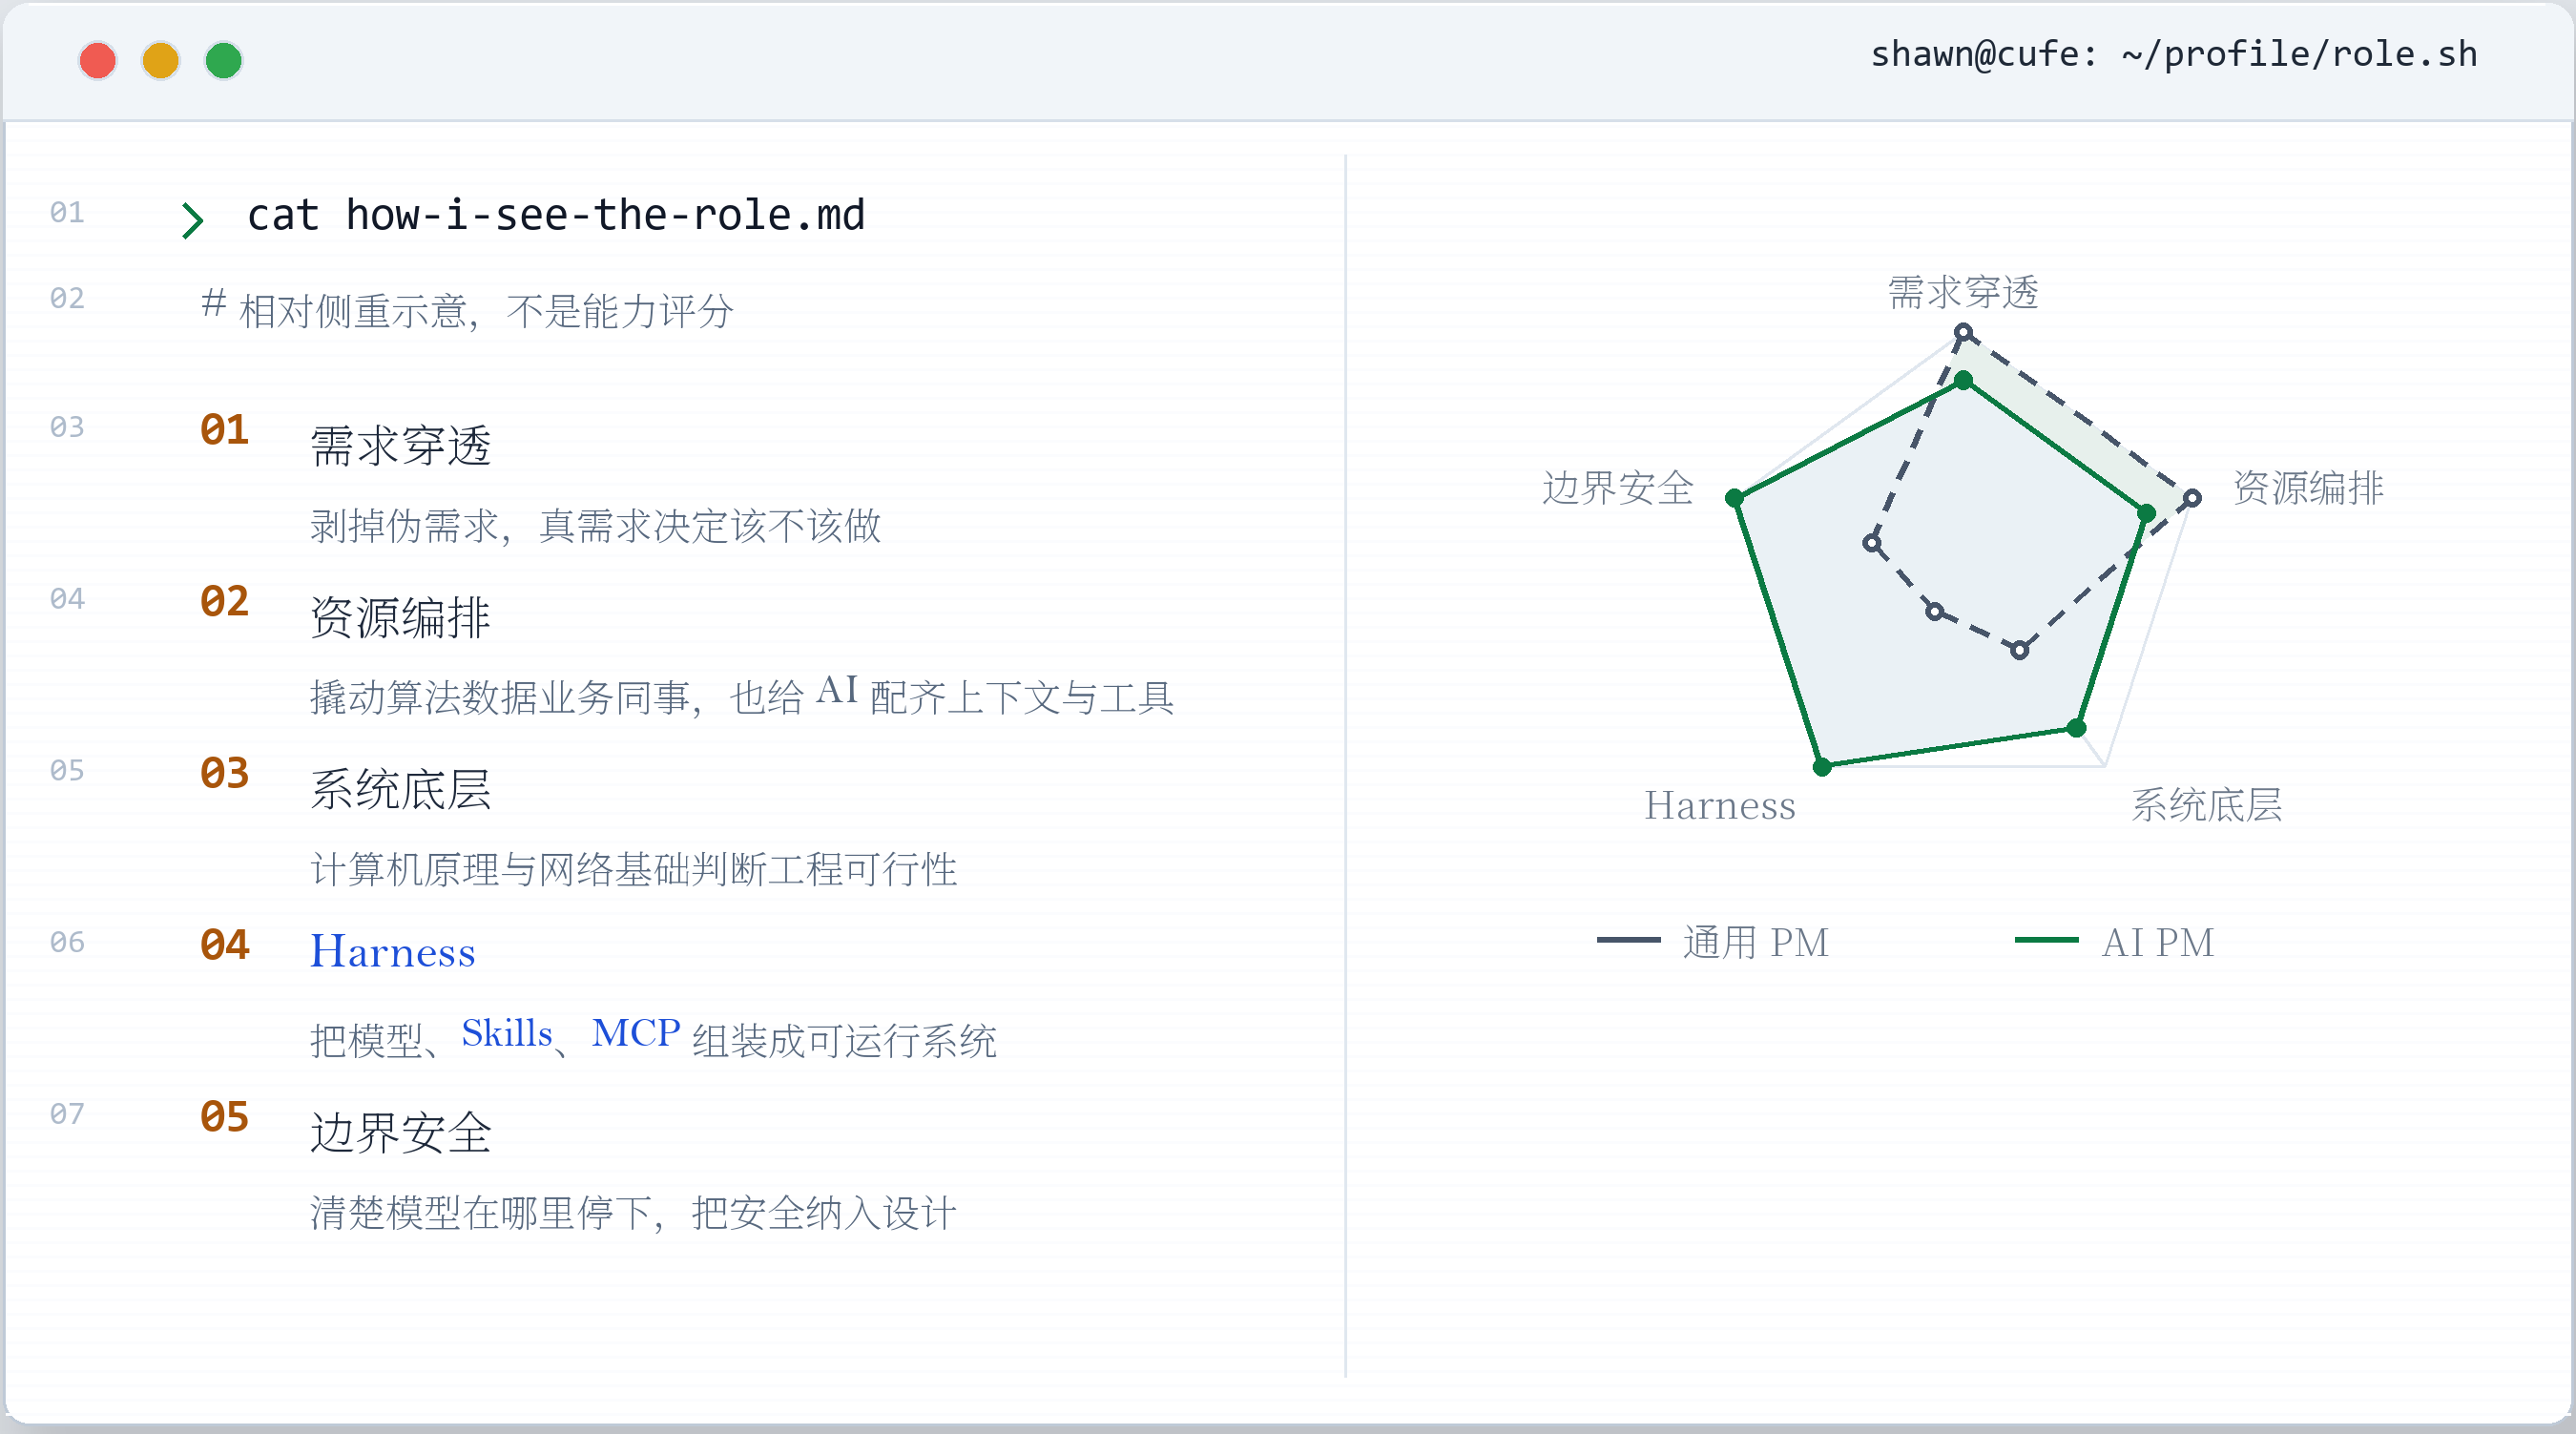 shawn@cufe: ~/profile/role.sh
01 > cat how-i-see-the-role.md
02 # 相对侧重示意，不是能力评分
03 01 需求穿透
剥掉伪需求，真需求决定该不该做
04 02 资源编排
撬动算法数据业务同事，也给 AI 配齐上下文与工具
05 03 系统底层
计算机原理与网络基础判断工程可行性
06 04 Harness
把模型、Skills、MCP 组装成可运行系统
07 05 边界安全
清楚模型在哪里停下，把安全纳入设计
需求穿透
边界安全
资源编排
Harness
系统底层
通用 PM
AI PM